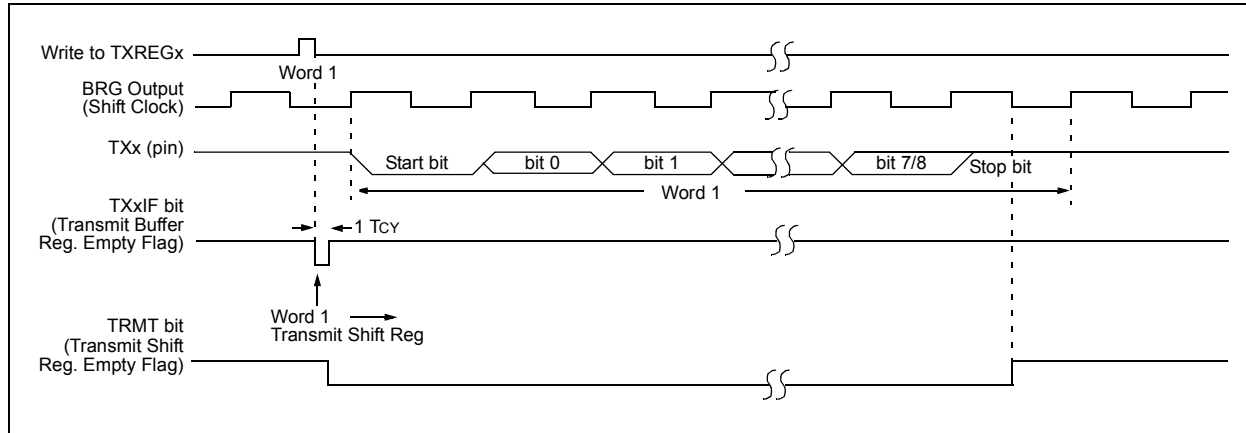 Write to TXREGx
Word 1
BRG Output
(Shift Clock)
TXx (pin)
Start bit
bit 0
bit 1
bit 7/8
Stop bit
Word 1
TXxIF bit
(Transmit Buffer
Reg. Empty Flag)
1 TCY
Word 1
Transmit Shift Reg
TRMT bit
(Transmit Shift
Reg. Empty Flag)